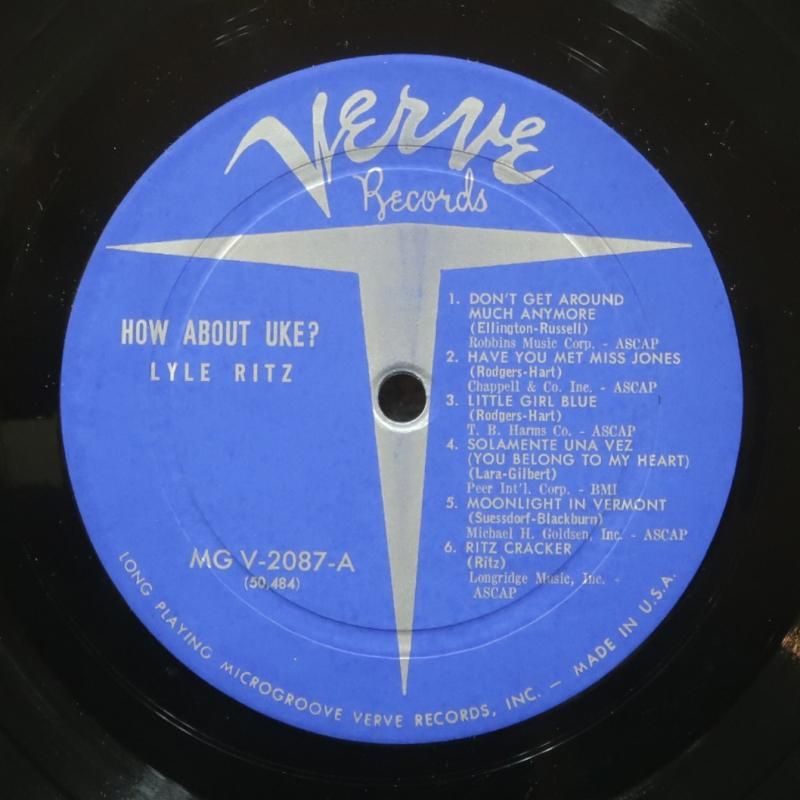 Verve
Records
HOW ABOUT UKE?
LYLE RITZ
1. DON'T GET AROUND
MUCH ANYMORE
(Ellington-Russell)
Robbins Music Corp. - ASCAP
2. HAVE YOU MET MISS JONES
(Rodgers-Hart)
Chappell & Co. Inc. - ASCAP
3. LITTLE GIRL BLUE
(Rodgers-Hart)
T. B. Harms Co. - ASCAP
4. SOLAMENTE UNA VEZ
(YOU BELONG TO MY HEART)
(Lara-Gilbert)
Peer Int'l. Corp. - BMI
5. MOONLIGHT IN VERMONT
(Suessdorf-Blackburn)
Michael H. Goldsen, Inc. - ASCAP
6. RITZ CRACKER
(Ritz)
Longridge Music, Inc. -
ASCAP
MG V-2087-A
(50,484)
LONG PLAYING MICROGROOVE VERVE RECORDS, INC. — MADE IN U.S.A.